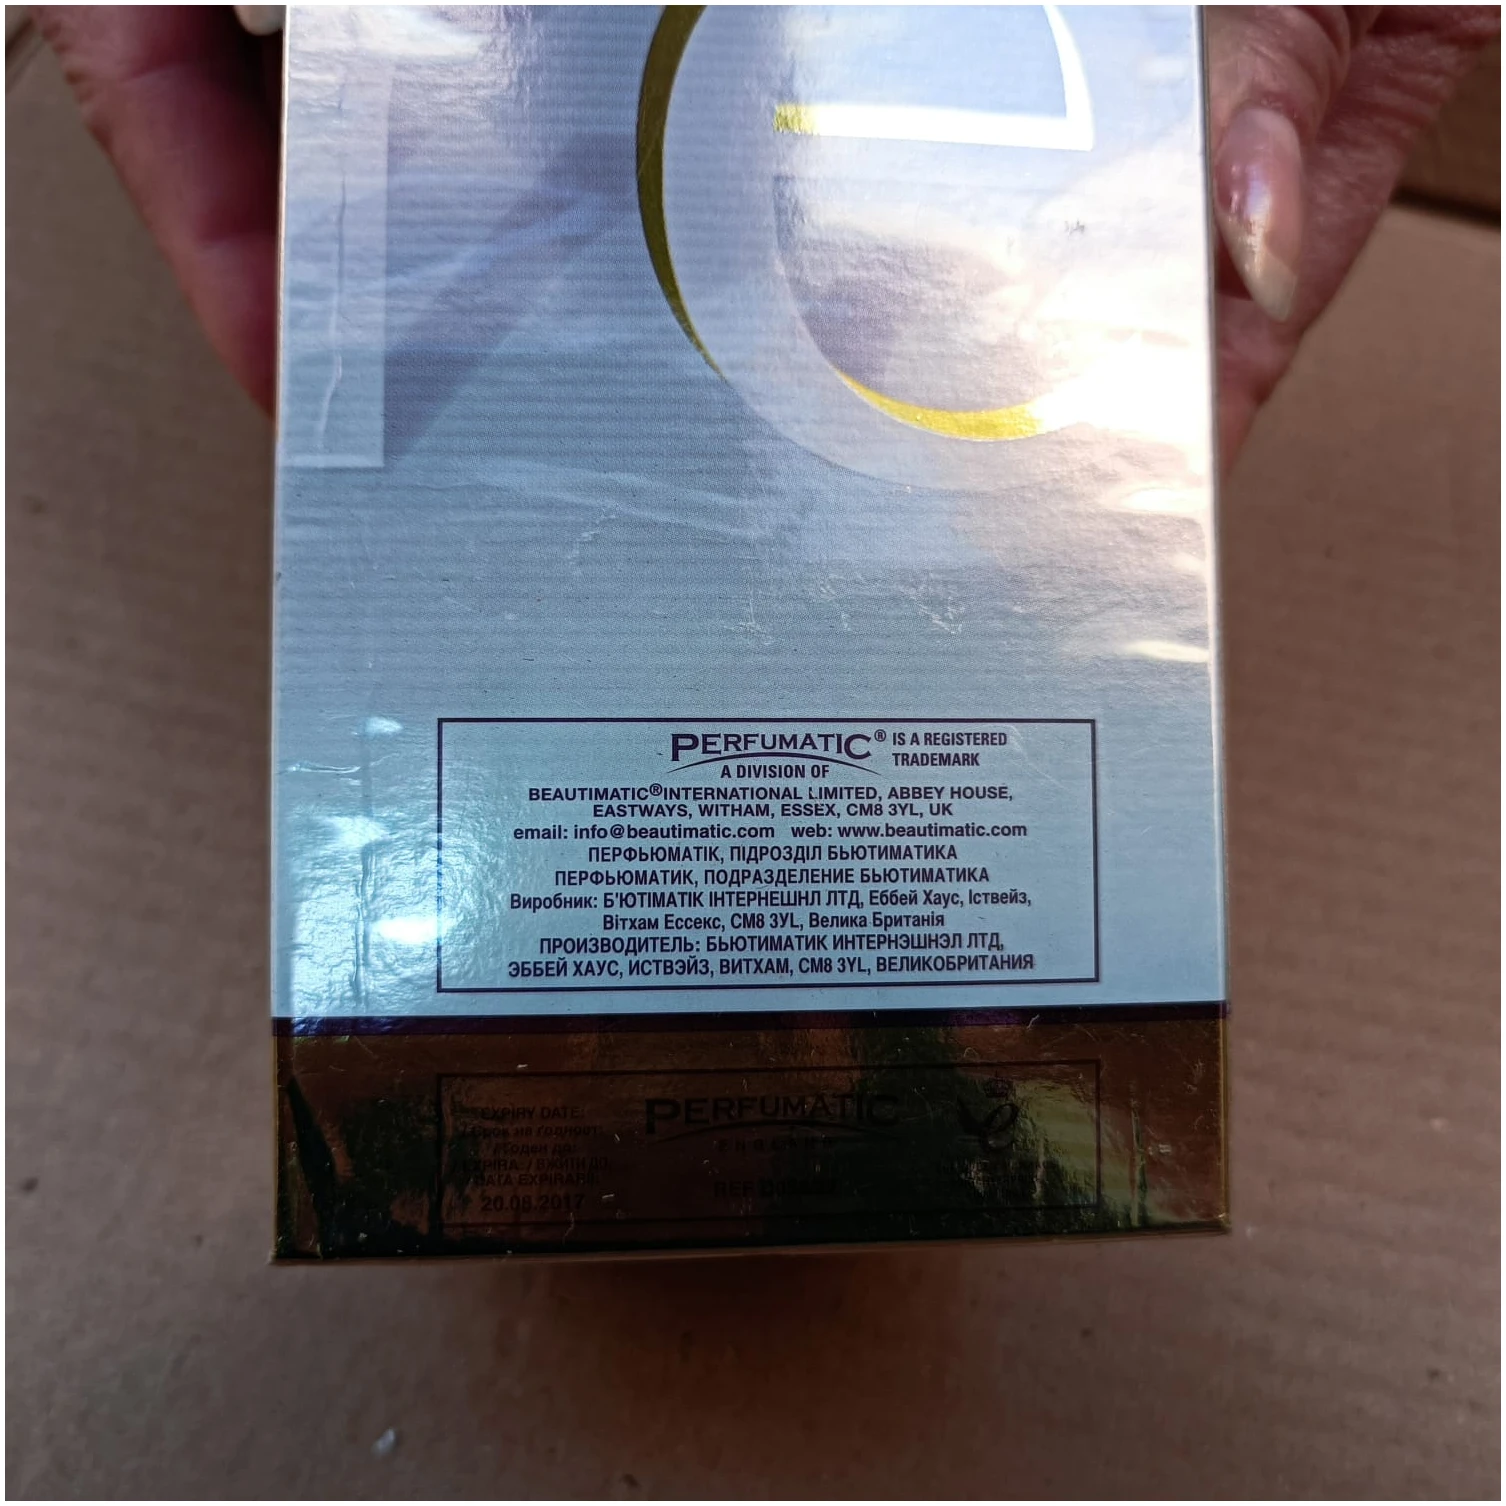 e
PERFUMATIC® IS A REGISTERED
TRADEMARK
A DIVISION OF
BEAUTIMATIC®INTERNATIONAL LIMITED, ABBEY HOUSE,
EASTWAYS, WITHAM, ESSEX, CM8 3YL, UK
email: info@beautimatic.com web: www.beautimatic.com
ПЕРФЬЮМАТІК, ПІДРОЗДІЛ БЬЮТИМАТИКА
ПЕРФЬЮМАТИК, ПОДРАЗДЕЛЕНИЕ БЬЮТИМАТИКА
Виробник: Б'ЮТІМАТІК ІНТЕРНЕШНЛ ЛТД, Еббей Хаус, Іствейз,
Вітхам Ессекс, СМ8 3УL, Велика Британія
ПРОИЗВОДИТЕЛЬ: БЬЮТИМАТИК ИНТЕРНЭШНЭЛ ЛТД,
ЭББЕЙ ХАУС, ИСТВЭЙЗ, ВИТХАМ, СМ8 3YL, ВЕЛИКОБРИТАНИЯ
EXPIRY DATE:
PERFUMATIC
20.06.2017
REF